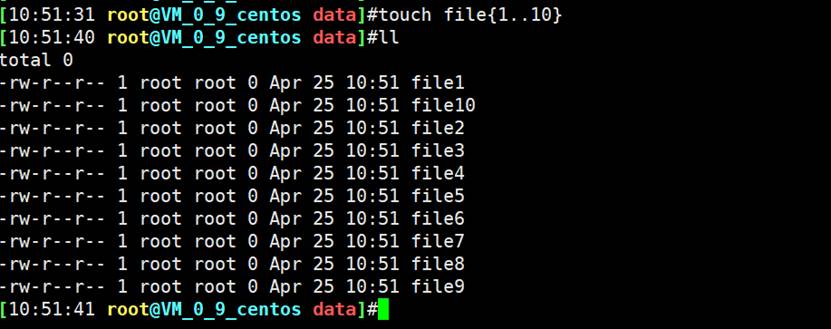 [10:51:31 root@VM_0_9_centos data]#touch file{1..10}
[10:51:40 root@VM_0_9_centos data]#ll
total 0
-rw-r--r-- 1 root root 0 Apr 25 10:51 file1
-rw-r--r-- 1 root root 0 Apr 25 10:51 file10
-rw-r--r-- 1 root root 0 Apr 25 10:51 file2
-rw-r--r-- 1 root root 0 Apr 25 10:51 file3
-rw-r--r-- 1 root root 0 Apr 25 10:51 file4
-rw-r--r-- 1 root root 0 Apr 25 10:51 file5
-rw-r--r-- 1 root root 0 Apr 25 10:51 file6
-rw-r--r-- 1 root root 0 Apr 25 10:51 file7
-rw-r--r-- 1 root root 0 Apr 25 10:51 file8
-rw-r--r-- 1 root root 0 Apr 25 10:51 file9
[10:51:41 root@VM_0_9_centos data]#